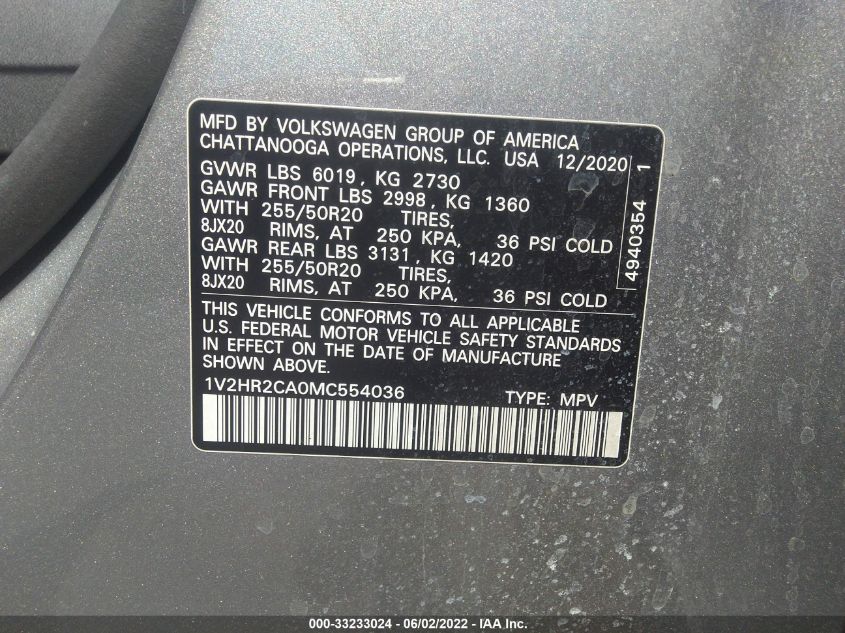 MFD BY VOLKSWAGEN GROUP OF AMERICA
CHATTANOOGA OPERATIONS, LLC. USA 12/2020
GVWR LBS 6019, KG 2730
GAWR FRONT LBS 2998, KG 1360
WITH 255/50R20 TIRES,
8JX20 RIMS, AT 250 KPA, 36 PSI COLD
GAWR REAR LBS 3131, KG 1420
WITH 255/50R20 TIRES,
8JX20 RIMS, AT 250 KPA, 36 PSI COLD
4940354 1
THIS VEHICLE CONFORMS TO ALL APPLICABLE
U.S. FEDERAL MOTOR VEHICLE SAFETY STANDARDS
IN EFFECT ON THE DATE OF MANUFACTURE
SHOWN ABOVE.
1V2HR2CA0MC554036 TYPE: MPV
000-33233024 - 06/02/2022 - IAA Inc.